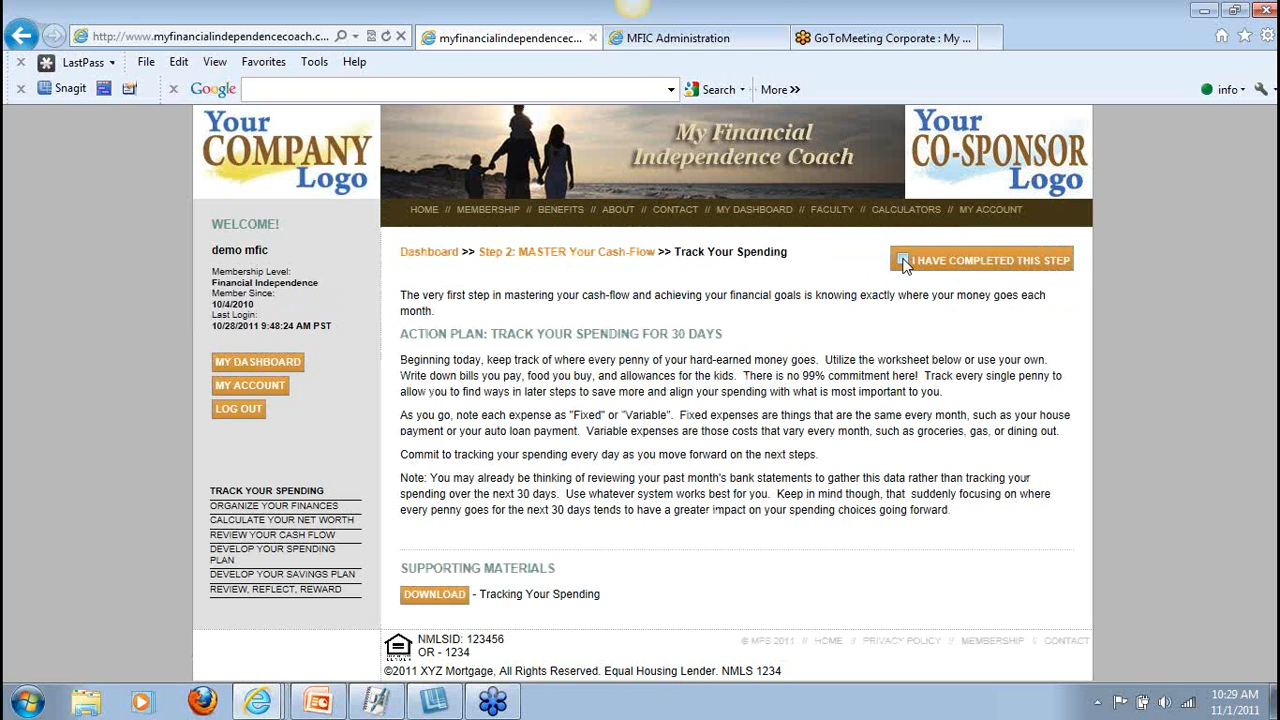 http://www.myfinancialindependencecoach.c...
myfinancialindependencec...
MFIC Administration
GoToMeeting Corporate : My ...
LastPass
File Edit View Favorites Tools Help
Snagit
Google
Search
More >>
info
Your COMPANY Logo
My Financial
Independence Coach
Your CO-SPONSOR Logo
HOME // MEMBERSHIP // BENEFITS // ABOUT // CONTACT // MY DASHBOARD // FACULTY // CALCULATORS // MY ACCOUNT
WELCOME!
demo mfic
Membership Level:
Financial Independence
Member Since:
10/4/2010
Last Login:
10/28/2011 9:48:24 AM PST
MY DASHBOARD
MY ACCOUNT
LOG OUT
TRACK YOUR SPENDING
ORGANIZE YOUR FINANCES
CALCULATE YOUR NET WORTH
REVIEW YOUR CASH FLOW
DEVELOP YOUR SPENDING
PLAN
DEVELOP YOUR SAVINGS PLAN
REVIEW, REFLECT, REWARD
Dashboard >> Step 2: MASTER Your Cash-Flow >> Track Your Spending
I HAVE COMPLETED THIS STEP
The very first step in mastering your cash-flow and achieving your financial goals is knowing exactly where your money goes each
month.
ACTION PLAN: TRACK YOUR SPENDING FOR 30 DAYS
Beginning today, keep track of where every penny of your hard-earned money goes. Utilize the worksheet below or use your own.
Write down bills you pay, food you buy, and allowances for the kids. There is no 99% commitment here! Track every single penny to
allow you to find ways in later steps to save more and align your spending with what is most important to you.
As you go, note each expense as "Fixed" or "Variable". Fixed expenses are things that are the same every month, such as your house
payment or your auto loan payment. Variable expenses are those costs that vary every month, such as groceries, gas, or dining out.
Commit to tracking your spending every day as you move forward on the next steps.
Note: You may already be thinking of reviewing your past month's bank statements to gather this data rather than tracking your
spending over the next 30 days. Use whatever system works best for you. Keep in mind though, that suddenly focusing on where
every penny goes for the next 30 days tends to have a greater impact on your spending choices going forward.
SUPPORTING MATERIALS
DOWNLOAD - Tracking Your Spending
NMLSID: 123456
OR - 1234
© MFS 2011 // HOME // PRIVACY POLICY // MEMBERSHIP // CONTACT
©2011 XYZ Mortgage, All Rights Reserved. Equal Housing Lender. NMLS 1234
10:29 AM
11/1/2011